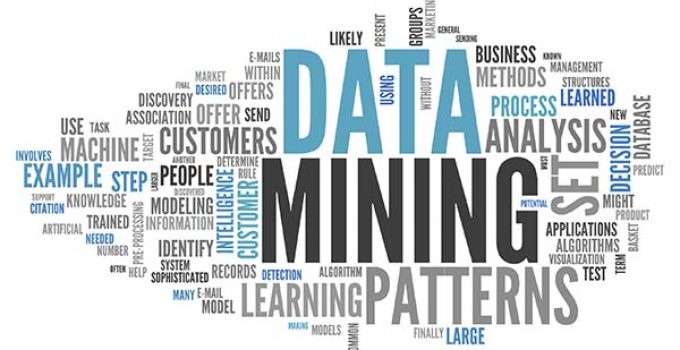 LIKELY
PRESENT
GROUPS
MARKETING
GENERAL
SENDING
E-MAILS
WITHIN
DATA
USING
WITHOUT
BUSINESS
KNOWN
MANAGEMENT
METHODS
STRUCTURES
FINAL
MARKET
DESIRED
OFFERS
DISCOVERY
ASSOCIATION
OFFER
SEND
PROCESS
LEARNED
NEW
DATABASE
USE
TASK
TARGET
CUSTOMERS
ANALYSIS
DECISION
MACHINE
INVOLVES
EXAMPLE
STEP
ANOTHER
LARGER
PEOPLE
DISCOVERED
DETERMINE
RULE
INTELLIGENCE
CUSTOMER
MINING
MUST
SET
PREDICT
SUPPORT
KNOWLEDGE
CITATION
TRAINED
MODELING
INFORMATION
POTENTIAL
MIGHT
PRODUCT
BASKET
ARTIFICIAL
NEEDED
NUMBER
PRE-PROCESSING
IDENTIFY
APPLICATIONS
ALGORITHMS
VISUALIZATION
OFTEN
HELP
SYSTEM
SOPHISTICATED
RECORDS
DETECTION
ALGORITHM
TEST
TERM
MANY
E-MAIL
MODEL
LEARNING
PATTERNS
MAKING
MODELS
COMMON
FINALLY
LARGE